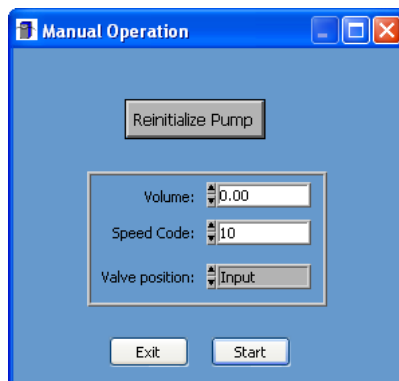 Manual Operation
Reinitialize Pump
Volume: 0.00
Speed Code: 10
Valve position: Input
Exit Start